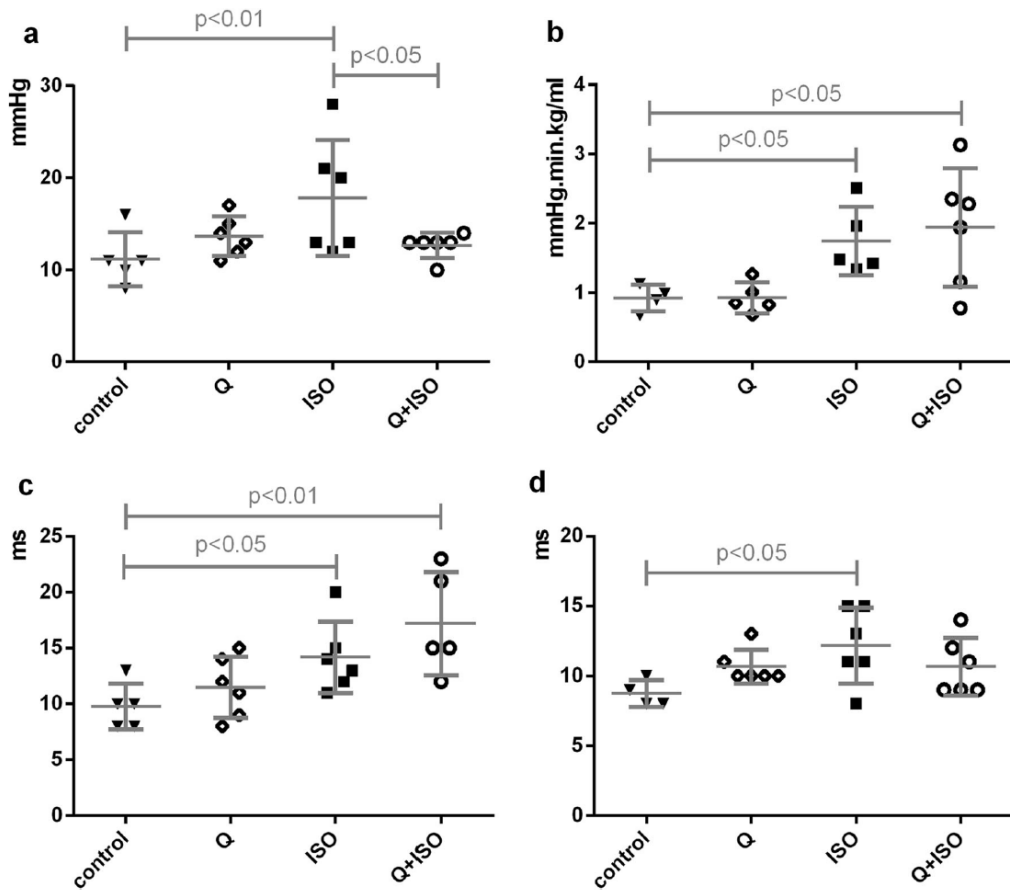 a
p<0.01
p<0.05
mmHg
30
20
10
0
control
Q
ISO
Q+ISO
b
p<0.05
p<0.05
mmHg.min.kg/ml
4
3
2
1
0
control
Q
ISO
Q+ISO
c
p<0.01
p<0.05
ms
25
20
15
10
5
0
control
Q
ISO
Q+ISO
d
p<0.05
ms
20
15
10
5
0
control
Q
ISO
Q+ISO